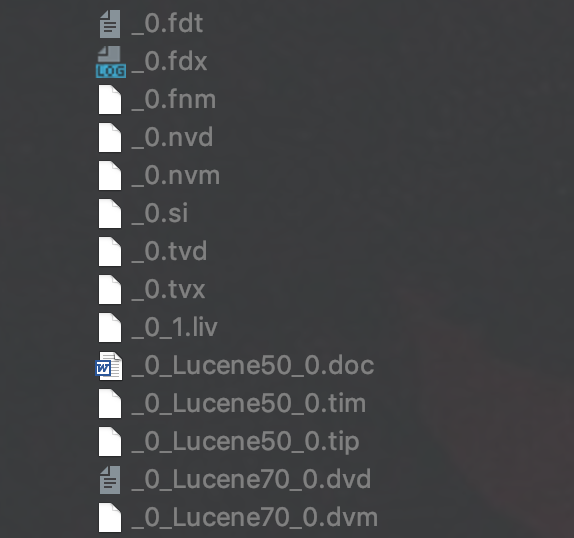 _0.fdt
LOG _0.fdx
_0.fnm
_0.nvd
_0.nvm
_0.si
_0.tvd
_0.tvx
_0_1.liv
W _0_Lucene50_0.doc
_0_Lucene50_0.tim
_0_Lucene50_0.tip
_0_Lucene70_0.dvd
_0_Lucene70_0.dvm